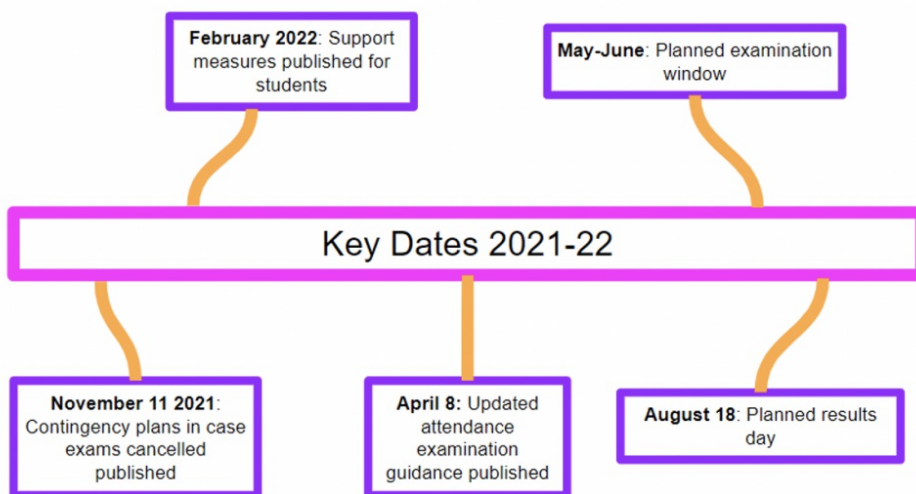 February 2022: Support
measures published for
students
May-June: Planned examination
window
Key Dates 2021-22
November 11 2021:
Contingency plans in case
exams cancelled
published
April 8: Updated
attendance
examination
guidance published
August 18: Planned results
day